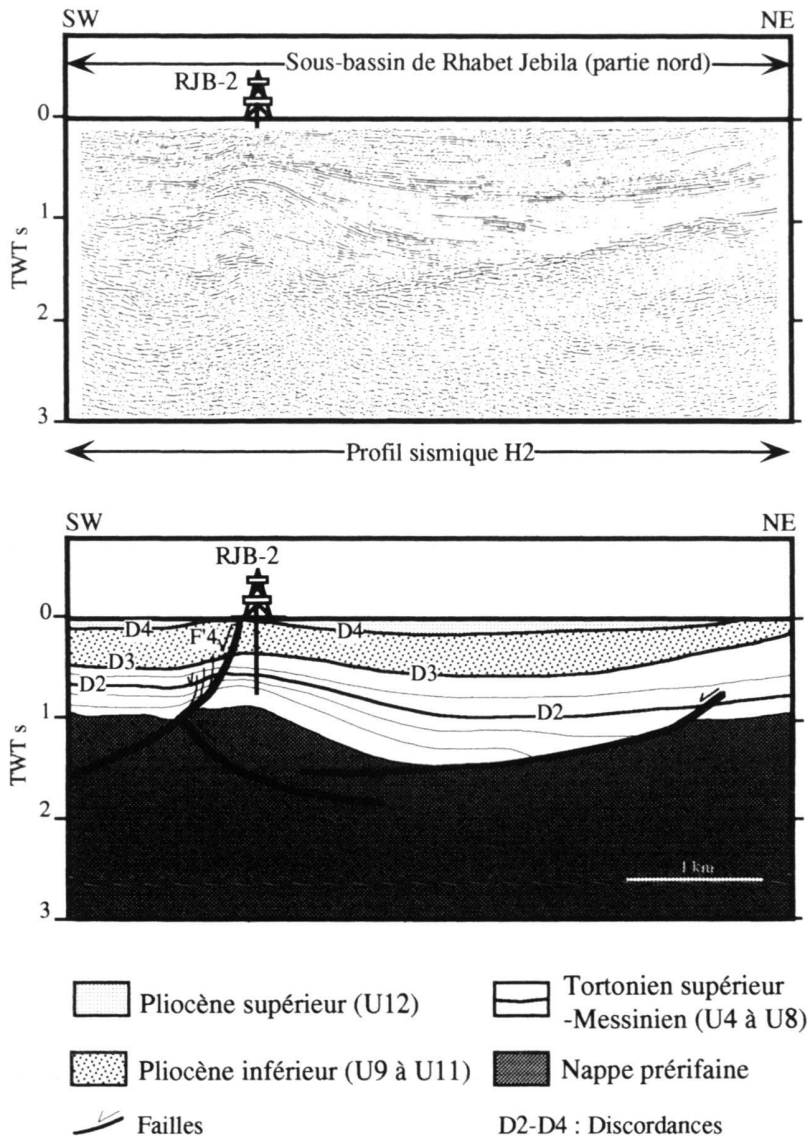 SW NE
Sous-bassin de Rhabet Jebila (partie nord)
RJB-2
0
1
TWT s
2
3
Profil sismique H2
SW NE
RJB-2
0
D4 F'4 D4
D3 D3
D2 D2
1
TWT s
2
1 km
3
Pliocène supérieur (U12)
Tortonien supérieur
-Messinien (U4 à U8)
Pliocène inférieur (U9 à U11)
Nappe prérifaine
Failles
D2-D4 : Discordances